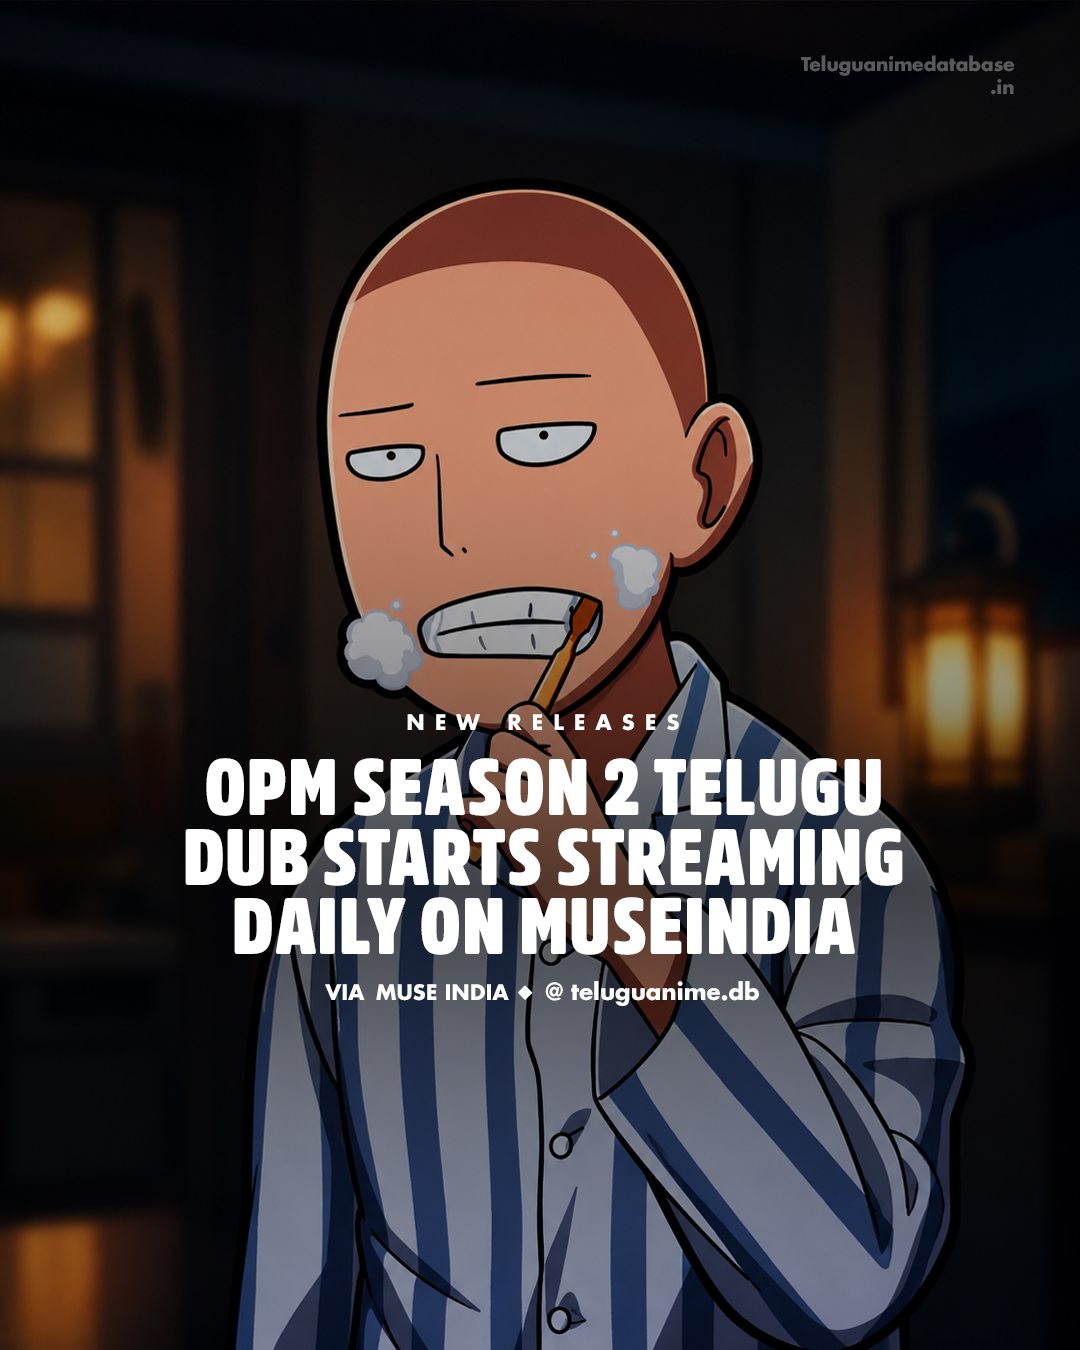 Teluguanimedatabase
.in
NEW RELEASES
OPM SEASON 2 TELUGU
DUB STARTS STREAMING
DAILY ON MUSEINDIA
VIA MUSE INDIA ◆ @ teluguanime.db